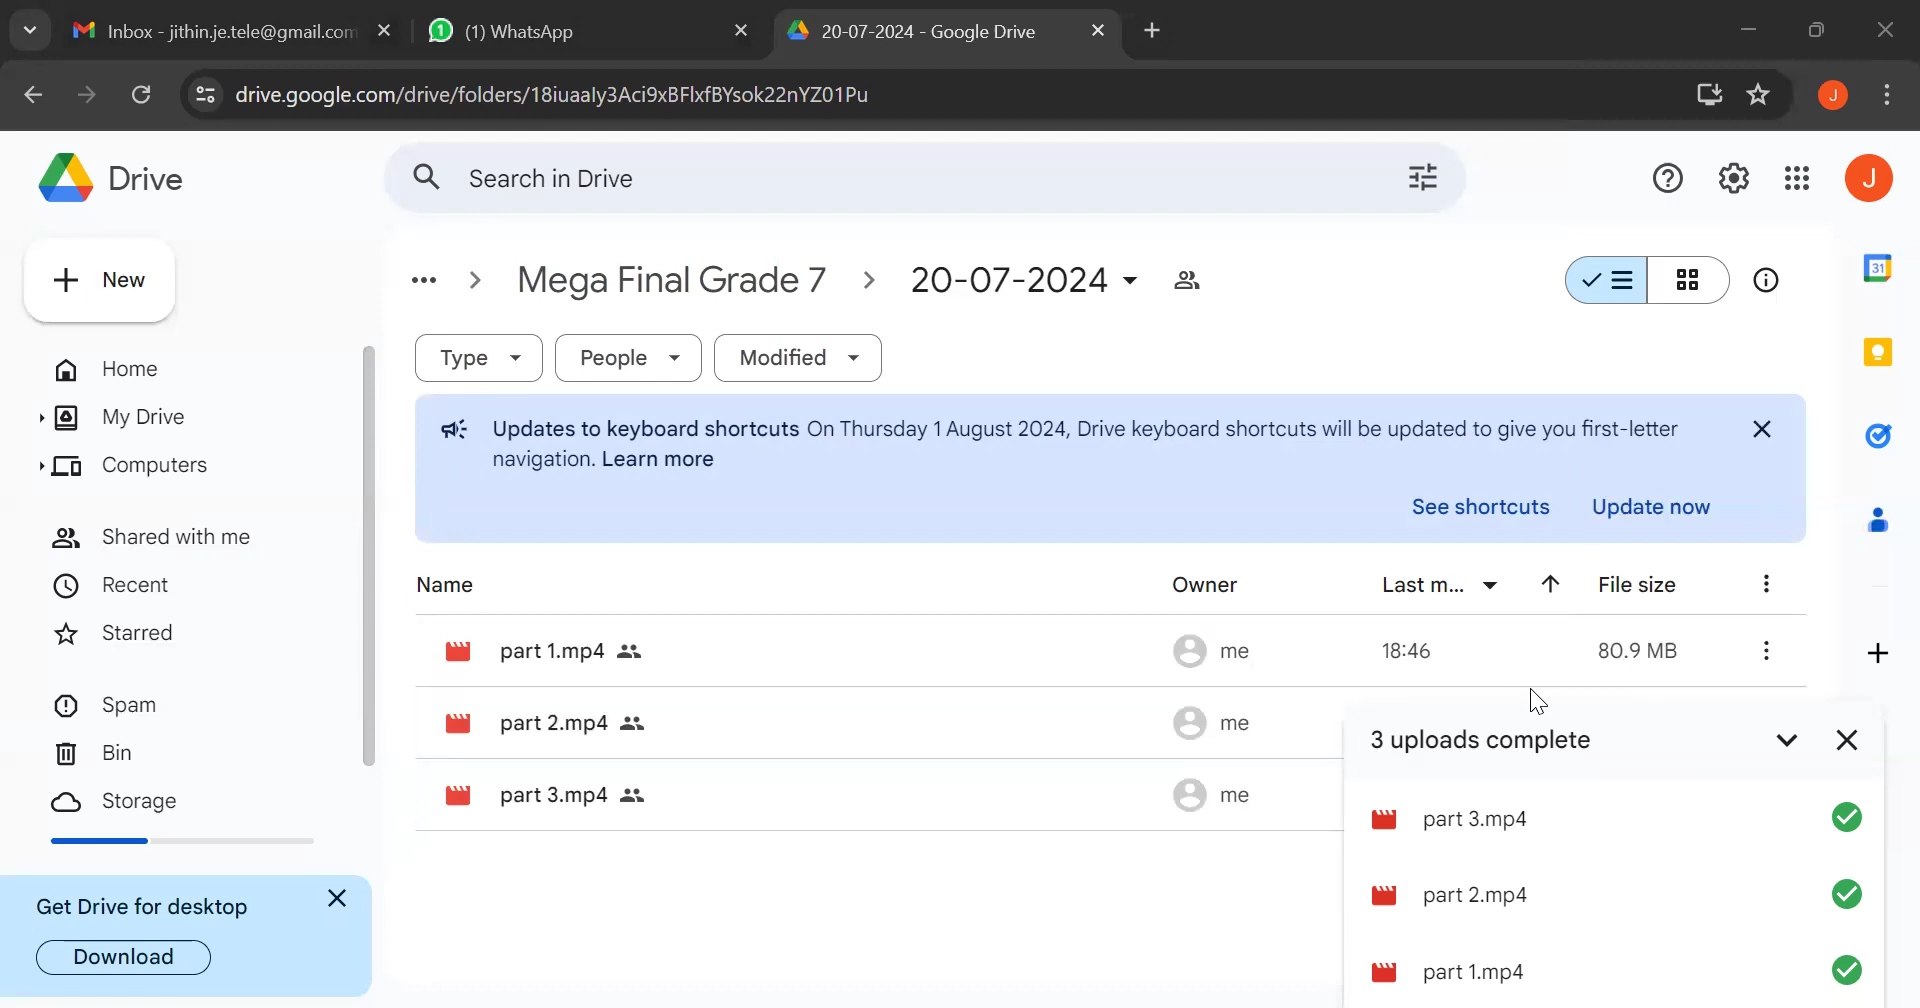 Inbox - jithin.je.tele@gmail.com
(1) WhatsApp
20-07-2024 - Google Drive
drive.google.com/drive/folders/18iuaaly3Aci9xBFlxfBYsok22nYZ01Pu
J
Drive
Search in Drive
J
New
Mega Final Grade 7
20-07-2024
31
Type
People
Modified
Home
My Drive
Computers
Updates to keyboard shortcuts On Thursday 1 August 2024, Drive keyboard shortcuts will be updated to give you first-letter
navigation. Learn more
See shortcuts
Update now
Shared with me
Recent
Starred
Spam
Bin
Storage
Name
Owner
Last m...
File size
part 1.mp4
me
18:46
80.9 MB
part 2.mp4
me
part 3.mp4
me
3 uploads complete
part 3.mp4
part 2.mp4
part 1.mp4
Get Drive for desktop
Download